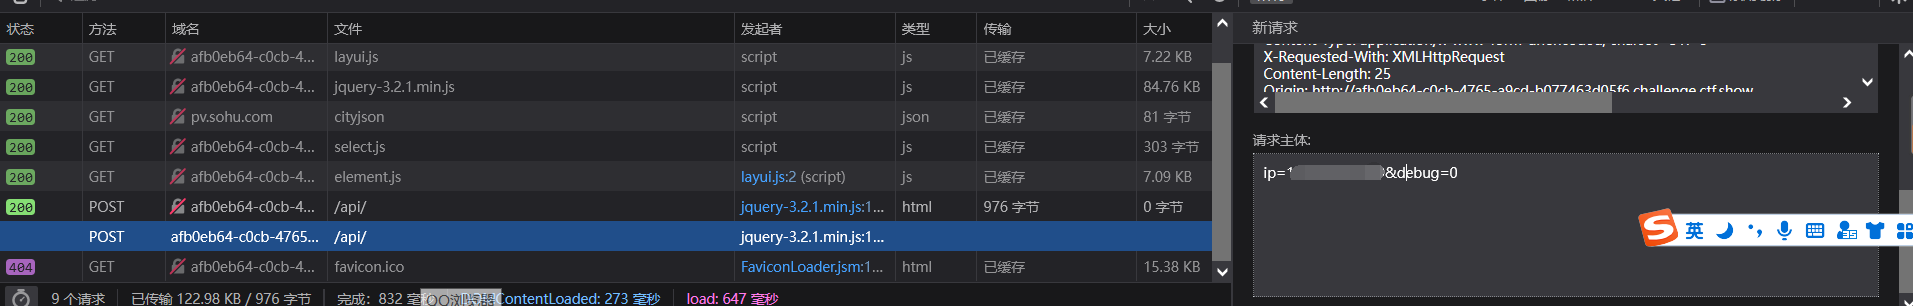 状态 方法 域名 文件 发起者 类型 传输 大小
200 GET afb0eb64-c0cb-4... layui.js script js 已缓存 7.22 KB
200 GET afb0eb64-c0cb-4... jquery-3.2.1.min.js script js 已缓存 84.76 KB
200 GET pv.sohu.com cityjson script json 已缓存 81 字节
200 GET afb0eb64-c0cb-4... select.js script js 已缓存 303 字节
200 GET afb0eb64-c0cb-4... element.js layui.js:2 (script) js 已缓存 7.09 KB
200 POST afb0eb64-c0cb-4... /api/ jquery-3.2.1.min.js:1... html 976 字节 0 字节
POST afb0eb64-c0cb-4765... /api/ jquery-3.2.1.min.js:1...
404 GET afb0eb64-c0cb-4... favicon.ico FaviconLoader.jsm:1... html 已缓存 15.38 KB
9 个请求 已传输 122.98 KB / 976 字节 完成: 832 ContentLoaded: 273 毫秒 load: 647 毫秒
新请求
X-Requested-With: XMLHttpRequest
Content-Length: 25
Origin: http://afb0eb64-c0cb-4765-a9cd-b077463d05f6.challenge.ctf.show
请求主体:
ip=1 &debug=0
英